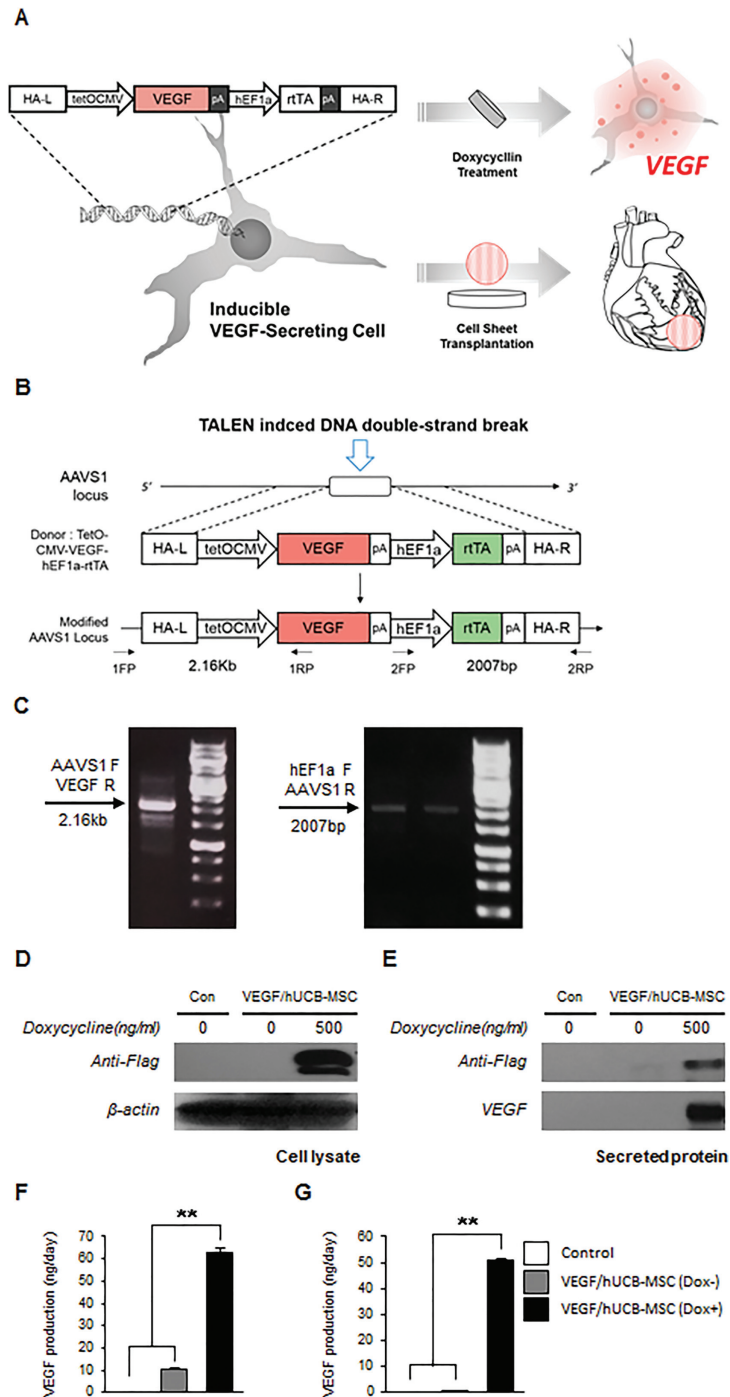 A
HA-L tetOCMV VEGF pA hEF1a rtTA pA HA-R
Doxycyllin
Treatment
VEGF
Inducible
VEGF-Secreting Cell
Cell Sheet
Transplantation
B
TALEN indced DNA double-strand break
AAVS1
locus
5' 3'
Donor : TetO-
CMV-VEGF-
hEF1a-rtTA
HA-L tetOCMV VEGF pA hEF1a rtTA pA HA-R
Modified
AAVS1 Locus
HA-L tetOCMV VEGF pA hEF1a rtTA pA HA-R
1FP 2.16Kb 1RP 2FP 2007bp 2RP
C
AAVS1 F
VEGF R
2.16kb
hEF1a F
AAVS1 R
2007bp
D
Con VEGF/hUCB-MSC
Doxycycline(ng/ml) 0 0 500
Anti-Flag
β-actin
Cell lysate
E
Con VEGF/hUCB-MSC
Doxycycline(ng/ml) 0 0 500
Anti-Flag
VEGF
Secreted protein
F
VEGF production (ng/day)
70
60
50
40
30
20
10
0
**
G
VEGF production (ng/day)
60
50
40
30
20
10
0
**
Control
VEGF/hUCB-MSC (Dox-)
VEGF/hUCB-MSC (Dox+)